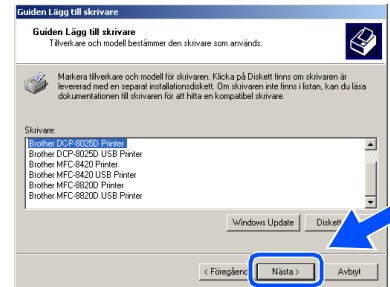 Guiden Lägg till skrivare
Guiden Lägg till skrivare
Tillverkare och modell bestämmer den skrivare som används.
Markera tillverkare och modell för skrivaren. Klicka på Diskett finns om skrivaren är
levererad med en separat installationsdiskett. Om skrivaren inte finns i listan, kan du läsa
dokumentationen till skrivaren för att hitta en kompatibel skrivare.
Skrivare:
Brother DCP-8025D Printer
Brother DCP-8025D USB Printer
Brother MFC-8420 Printer
Brother MFC-8420 USB Printer
Brother MFC-8820D Printer
Brother MFC-8820D USB Printer
Windows Update Diskett
< Föregåend Nästa > Avbryt